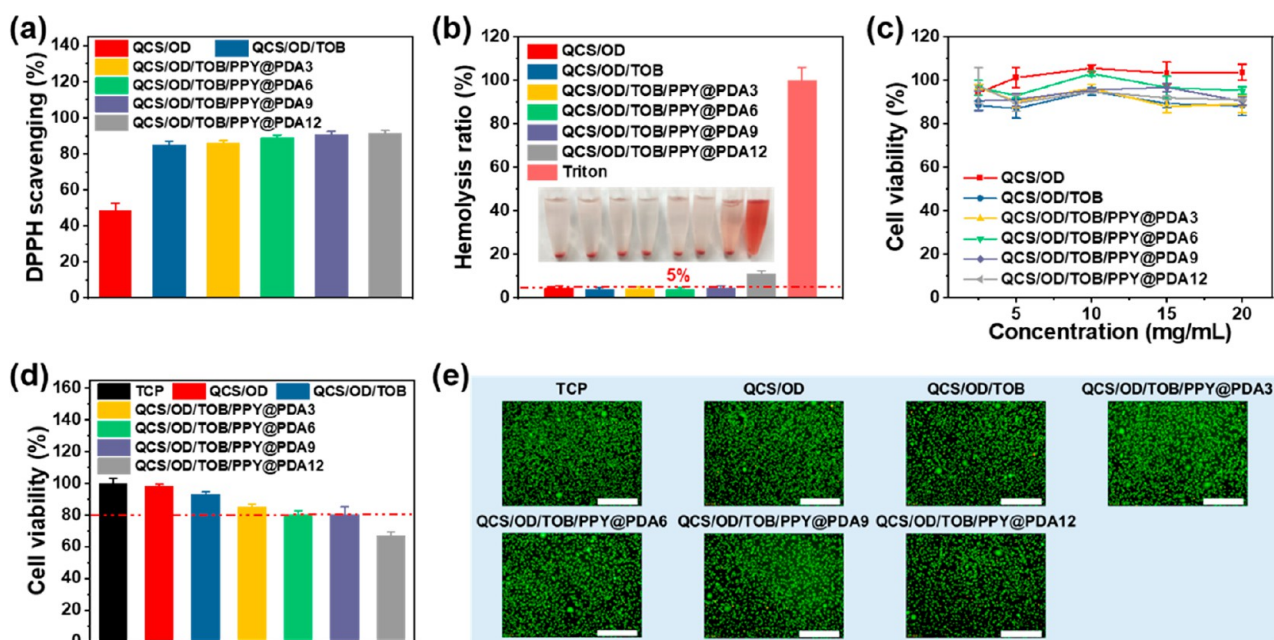 (a)
DPPH scavenging (%)
140
120
100
80
60
40
20
0
QCS/OD
QCS/OD/TOB
QCS/OD/TOB/PPY@PDA3
QCS/OD/TOB/PPY@PDA6
QCS/OD/TOB/PPY@PDA9
QCS/OD/TOB/PPY@PDA12
(b)
Hemolysis ratio (%)
120
100
80
60
40
20
0
QCS/OD
QCS/OD/TOB
QCS/OD/TOB/PPY@PDA3
QCS/OD/TOB/PPY@PDA6
QCS/OD/TOB/PPY@PDA9
QCS/OD/TOB/PPY@PDA12
Triton
5%
(c)
Cell viability (%)
120
100
80
60
40
20
0
QCS/OD
QCS/OD/TOB
QCS/OD/TOB/PPY@PDA3
QCS/OD/TOB/PPY@PDA6
QCS/OD/TOB/PPY@PDA9
QCS/OD/TOB/PPY@PDA12
5 10 15 20
Concentration (mg/mL)
(d)
Cell viability (%)
160
140
120
100
80
60
40
20
0
TCP QCS/OD QCS/OD/TOB
QCS/OD/TOB/PPY@PDA3
QCS/OD/TOB/PPY@PDA6
QCS/OD/TOB/PPY@PDA9
QCS/OD/TOB/PPY@PDA12
(e)
TCP QCS/OD QCS/OD/TOB QCS/OD/TOB/PPY@PDA3
QCS/OD/TOB/PPY@PDA6 QCS/OD/TOB/PPY@PDA9 QCS/OD/TOB/PPY@PDA12